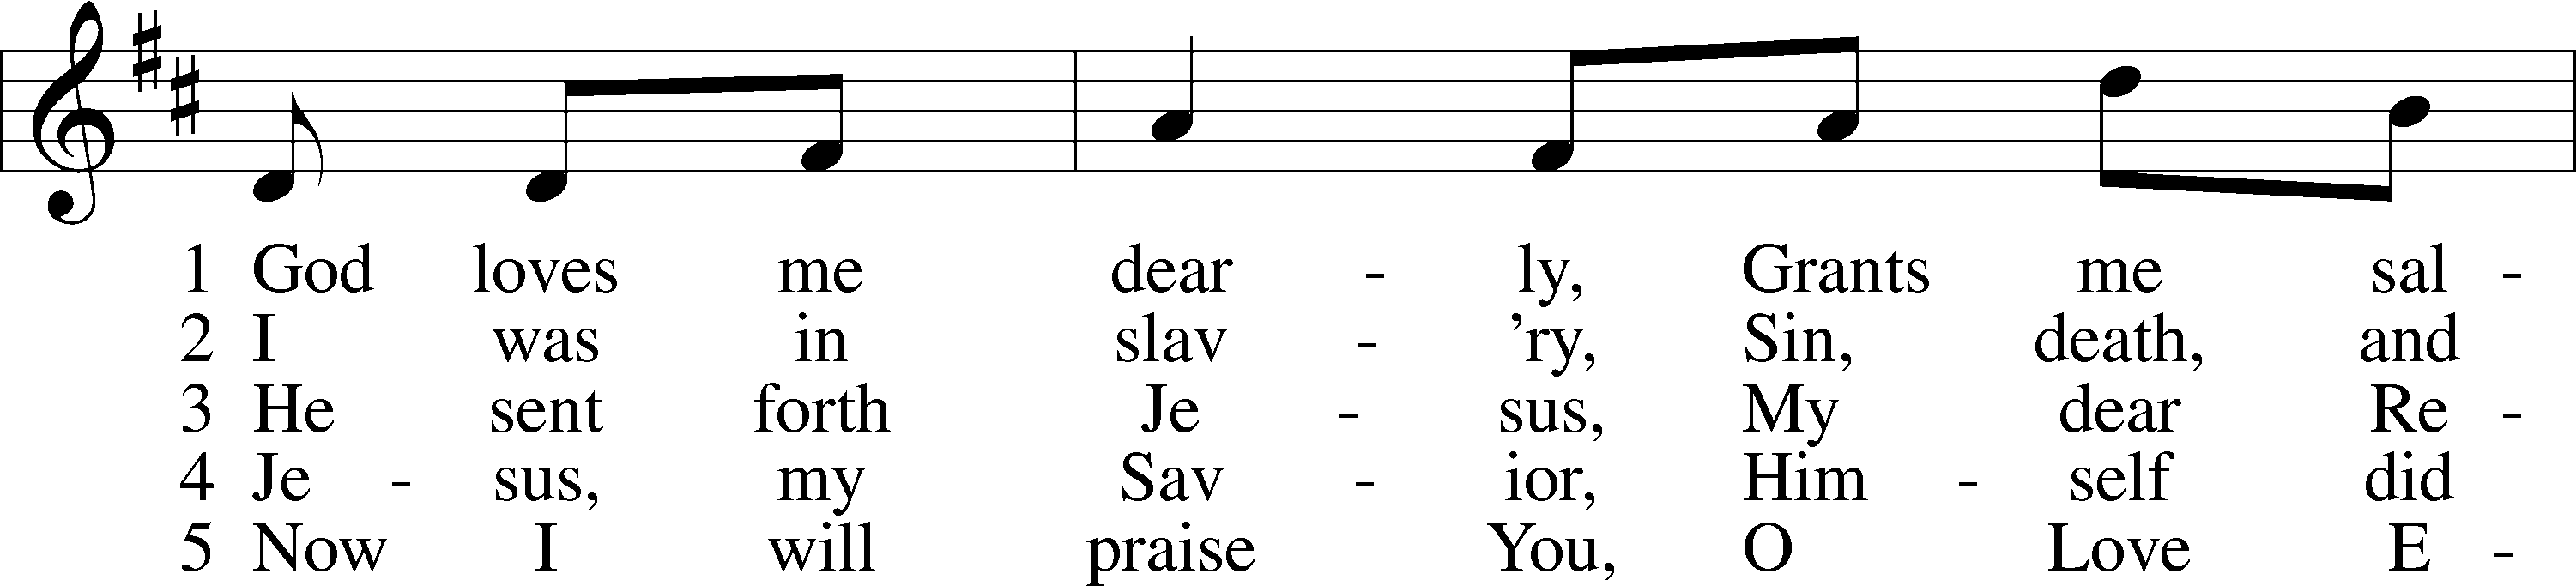 1 God loves me dear - ly, Grants me sal -
2 I was in slav - ’ry, Sin, death, and
3 He sent forth Je - sus, My dear Re -
4 Je - sus, my Sav - ior, Him - self did
5 Now I will praise You, O Love E -